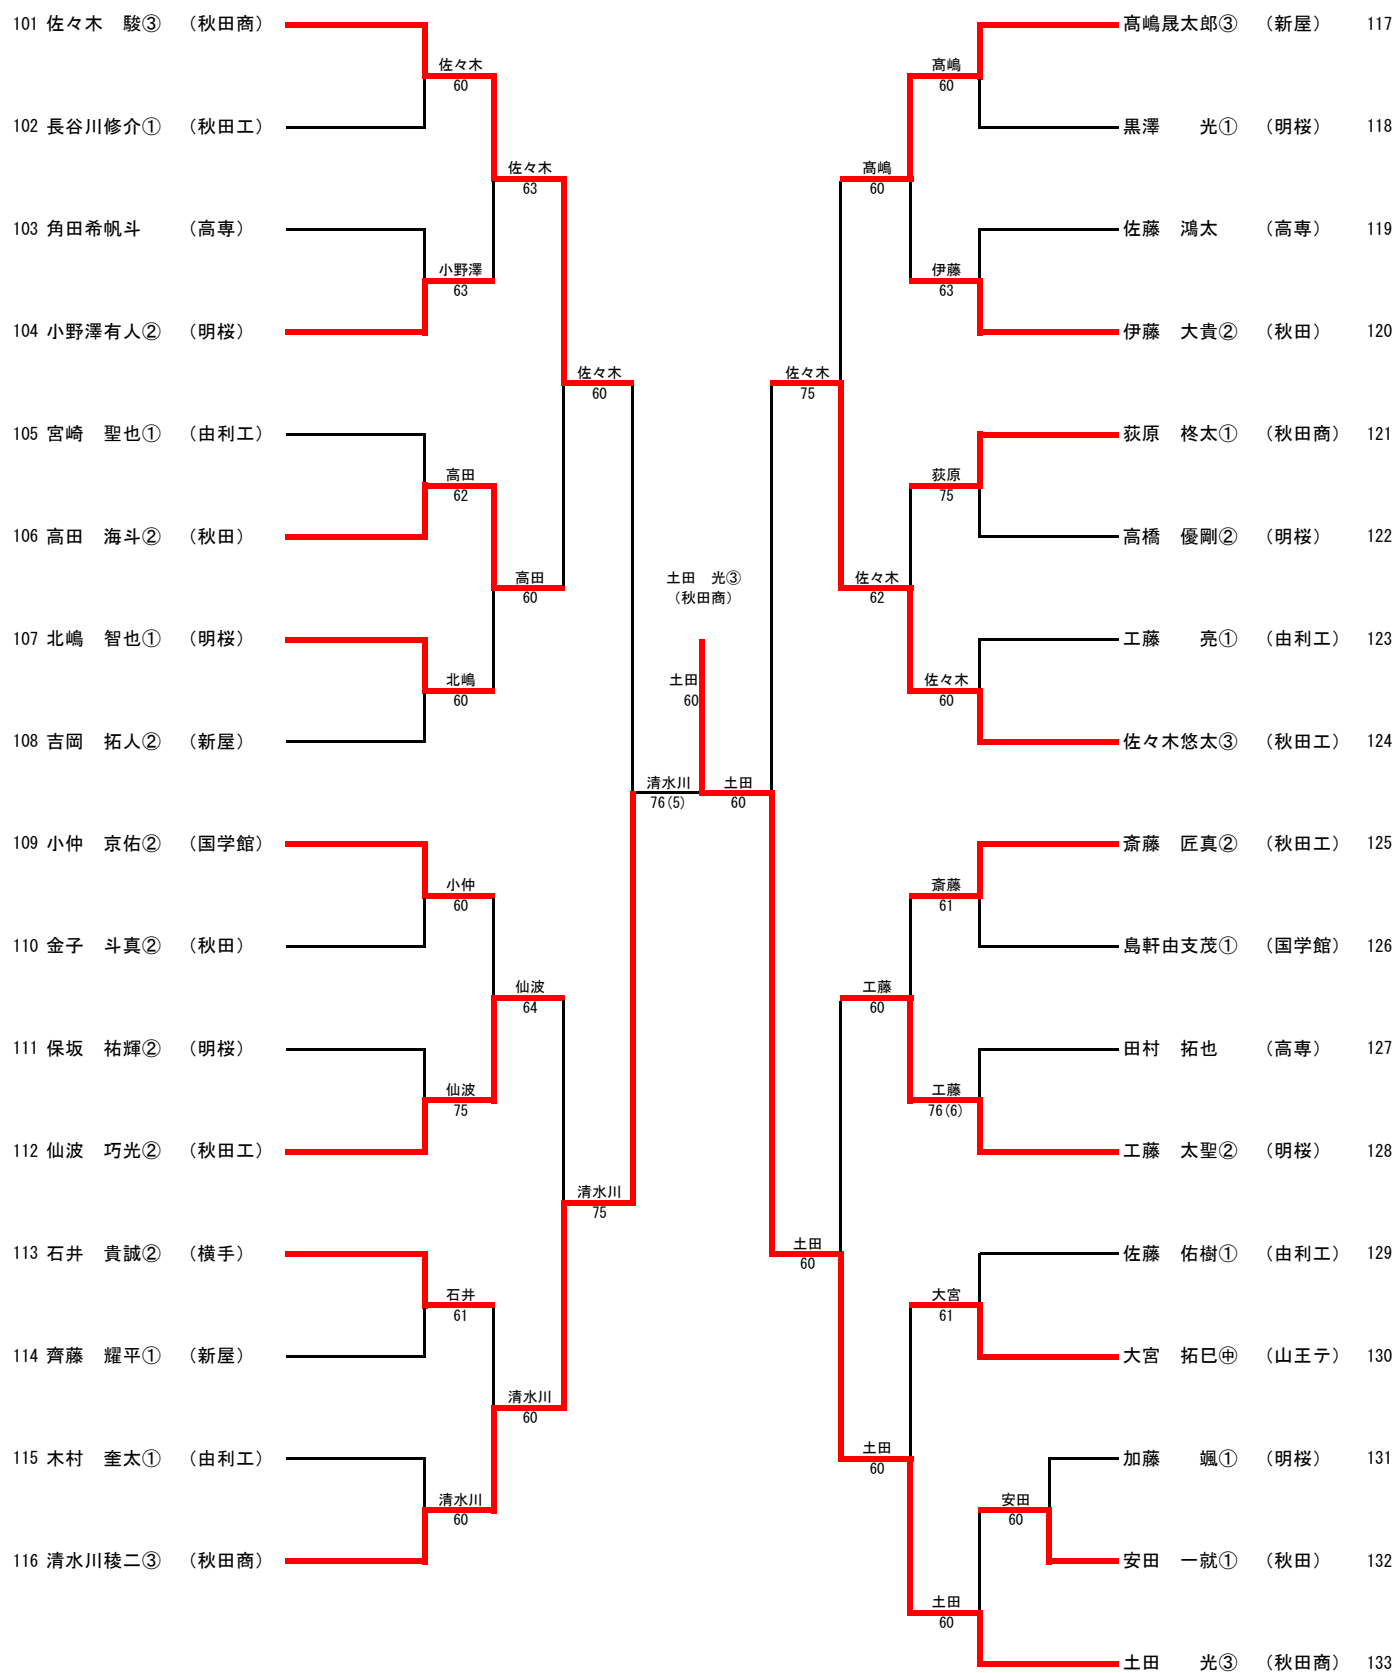 101 佐々木　駿③　（秋田商）
102 長谷川修介①　（秋田工）
103 角田希帆斗　　（高専）
104 小野澤有人②　（明桜）
105 宮崎　聖也①　（由利工）
106 高田　海斗②　（秋田）
107 北嶋　智也①　（明桜）
108 吉岡　拓人②　（新屋）
109 小仲　京佑②　（国学館）
110 金子　斗真②　（秋田）
111 保坂　祐輝②　（明桜）
112 仙波　巧光②　（秋田工）
113 石井　貴誠②　（横手）
114 齊藤　耀平①　（新屋）
115 木村　奎太①　（由利工）
116 清水川稜二③　（秋田商）
佐々木
60
小野澤
63
高田
62
北嶋
60
小仲
60
仙波
75
石井
61
清水川
60
佐々木
63
高田
60
仙波
64
清水川
60
佐々木
60
清水川
75
清水川
76(5)
土田　光③
（秋田商）
土田
60
土田
60
佐々木
75
土田
60
髙嶋
60
佐々木
62
工藤
60
土田
60
髙嶋
60
伊藤
63
荻原
75
佐々木
60
斎藤
61
工藤
76(6)
大宮
61
土田
60
安田
60
髙嶋晟太郎③　（新屋）　117
黒澤　　光①　（明桜）　118
佐藤　鴻太　　（高専）　119
伊藤　大貴②　（秋田）　120
荻原　柊太①　（秋田商）　121
高橋　優剛②　（明桜）　122
工藤　　亮①　（由利工）　123
佐々木悠太③　（秋田工）　124
斎藤　匠真②　（秋田工）　125
島軒由支茂①　（国学館）　126
田村　拓也　　（高専）　127
工藤　太聖②　（明桜）　128
佐藤　佑樹①　（由利工）　129
大宮　拓巳㊥　（山王テ）　130
加藤　　颯①　（明桜）　131
安田　一就①　（秋田）　132
土田　　光③　（秋田商）　133